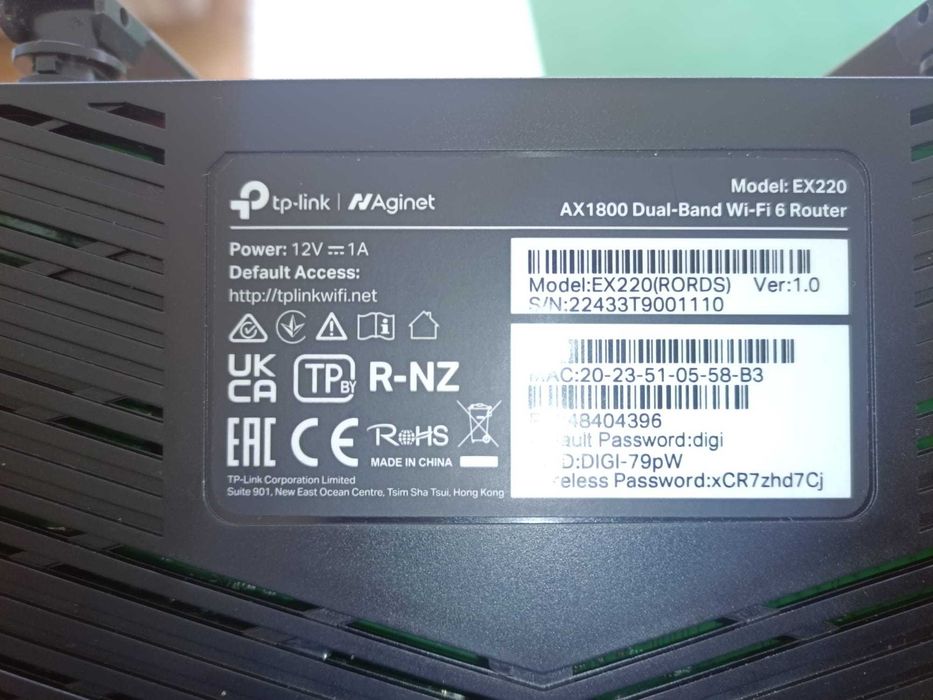 tp-link | Aginet
Model: EX220
AX1800 Dual-Band Wi-Fi 6 Router
Power: 12V ⎓ 1A
Default Access:
http://tplinkwifi.net
Model:EX220(RORDS) Ver:1.0
S/N:22433T9001110
UK
CA
TP BY
R-NZ
MAC:20-23-51-05-58-B3
48404396
ault Password:digi
D:DIGI-79pW
eless Password:xCR7zhd7Cj
EAC
CE
RoHS
MADE IN CHINA
TP-Link Corporation Limited
Suite 901, New East Ocean Centre, Tsim Sha Tsui, Hong Kong